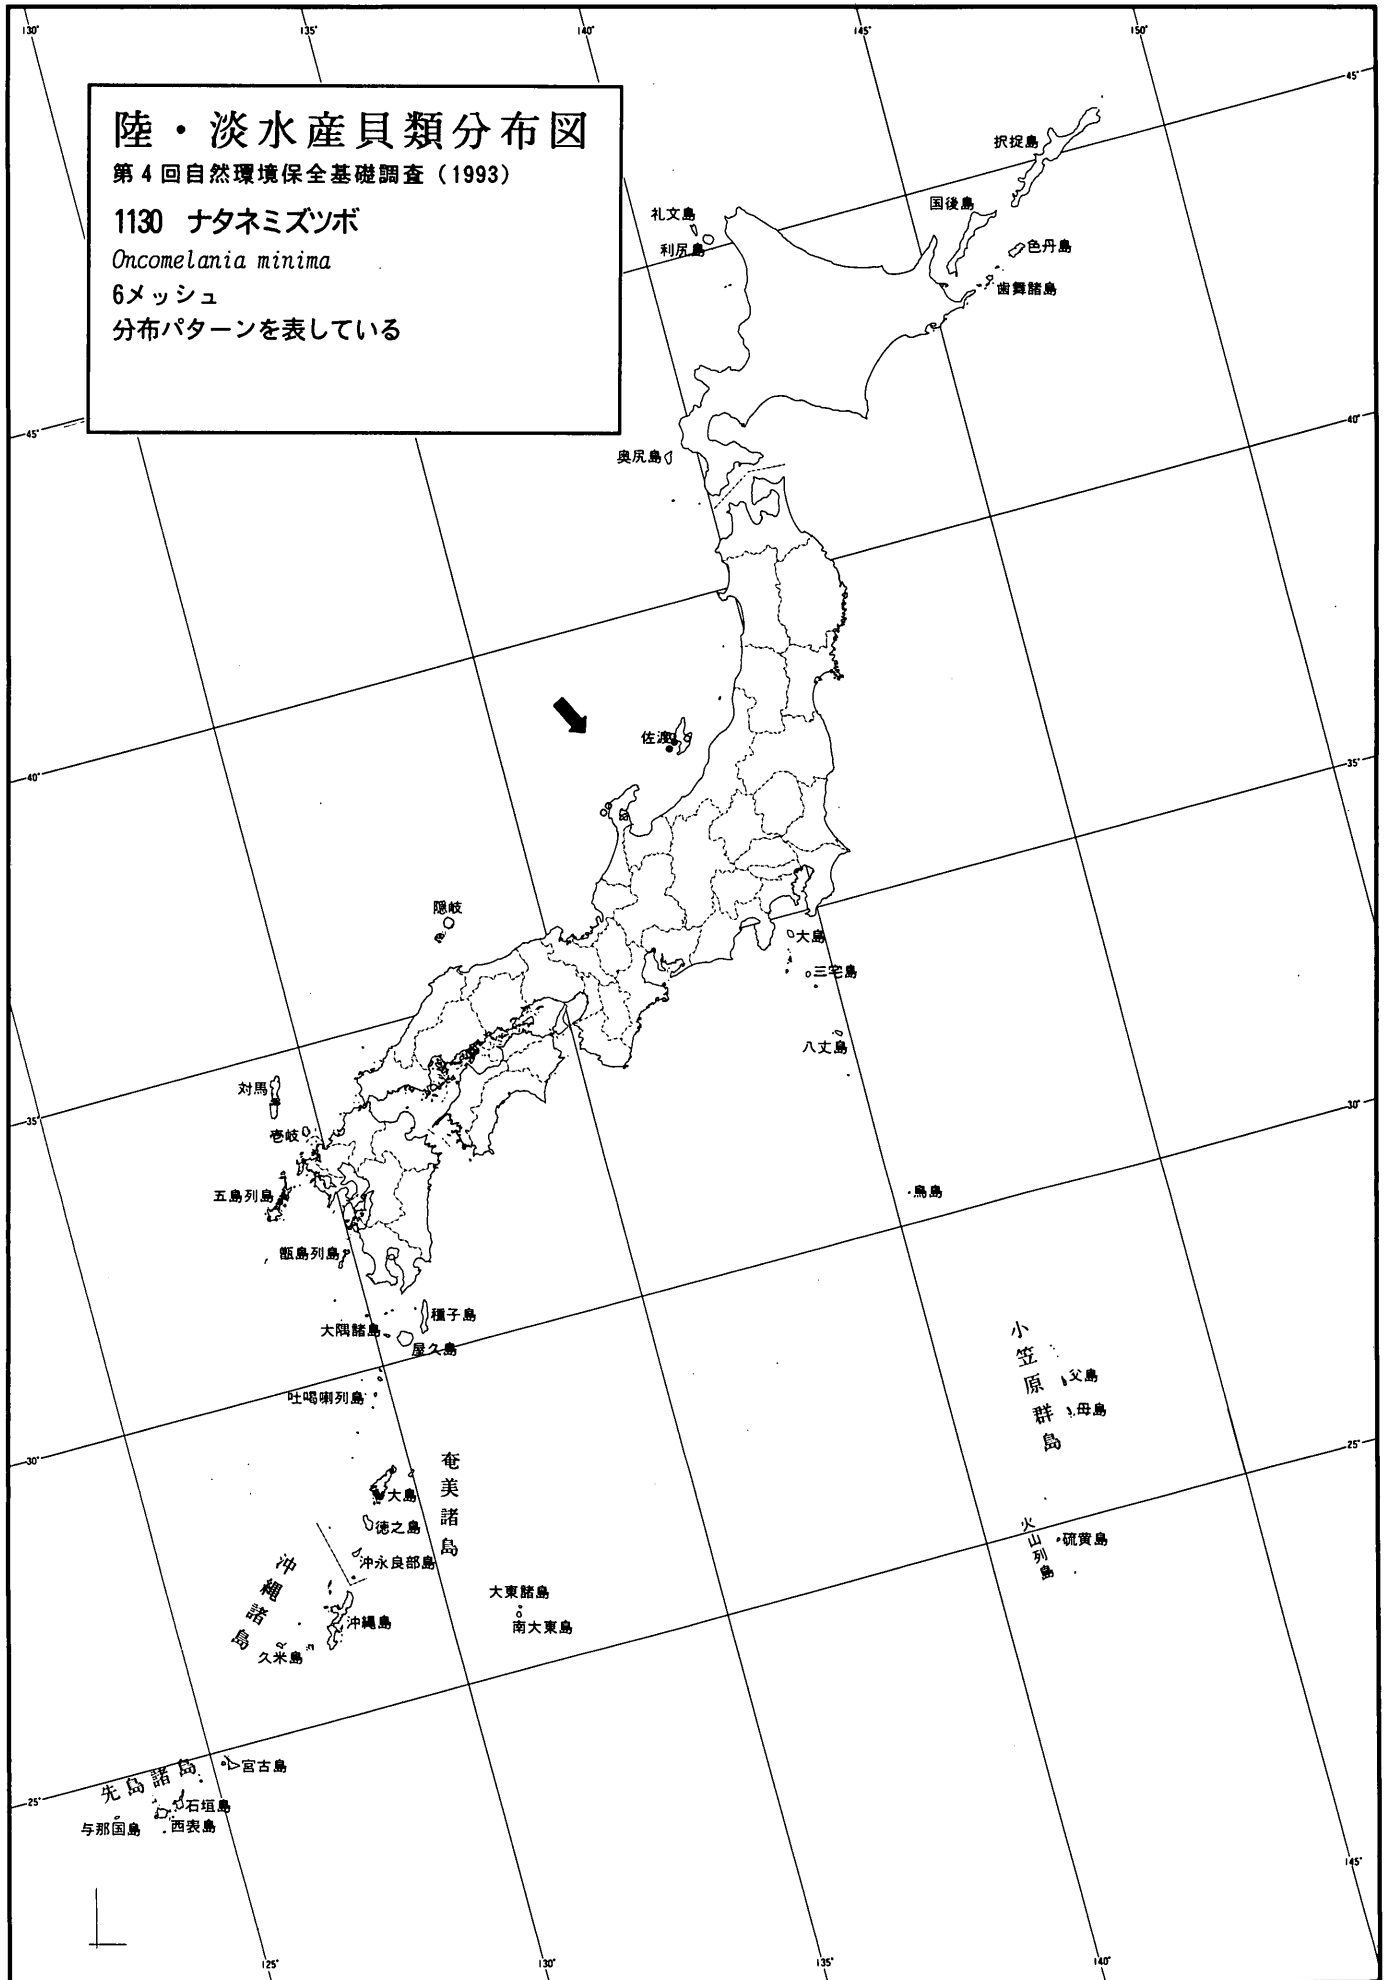 130°
135°
140°
145°
150°
陸・淡水産貝類分布図
第4回自然環境保全基礎調査（1993）
1130 ナタネミズツボ
Oncomelania minima
6メッシュ
分布パターンを表している
45°
択捉島
国後島
礼文島
利尻島
色丹島
歯舞諸島
40°
45°
奥尻島
佐渡
35°
40°
隠岐
大島
三宅島
八丈島
対馬
30°
35°
壱岐
五島列島
鳥島
甑島列島
種子島
大隅諸島
屋久島
小笠原群島
父島
吐噶喇列島
母島
25°
30°
奄美諸島
大島
徳之島
火山列島
硫黄島
沖永良部島
沖縄諸島
大東諸島
沖縄島
南大東島
久米島
宮古島
先島諸島
25°
石垣島
与那国島
西表島
145°
125°
130°
135°
140°